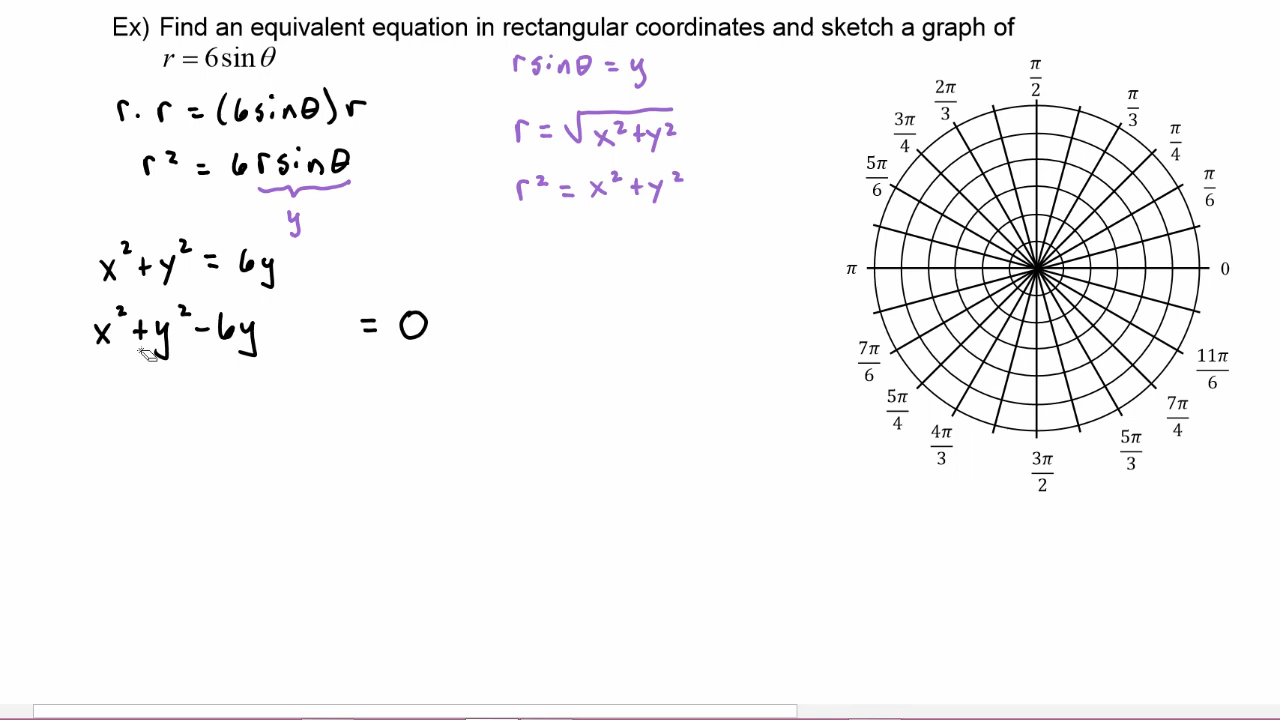 Ex) Find an equivalent equation in rectangular coordinates and sketch a graph of
r = 6 sin θ
r · r = (6 sin θ) r
r² = 6 r sin θ
y
x² + y² = 6y
x² + y² − 6y = 0
r sin θ = y
r = √(x² + y²)
r² = x² + y²
π/2
π/3
π/4
π/6
0
11π/6
7π/4
5π/3
3π/2
4π/3
5π/4
7π/6
π
5π/6
3π/4
2π/3